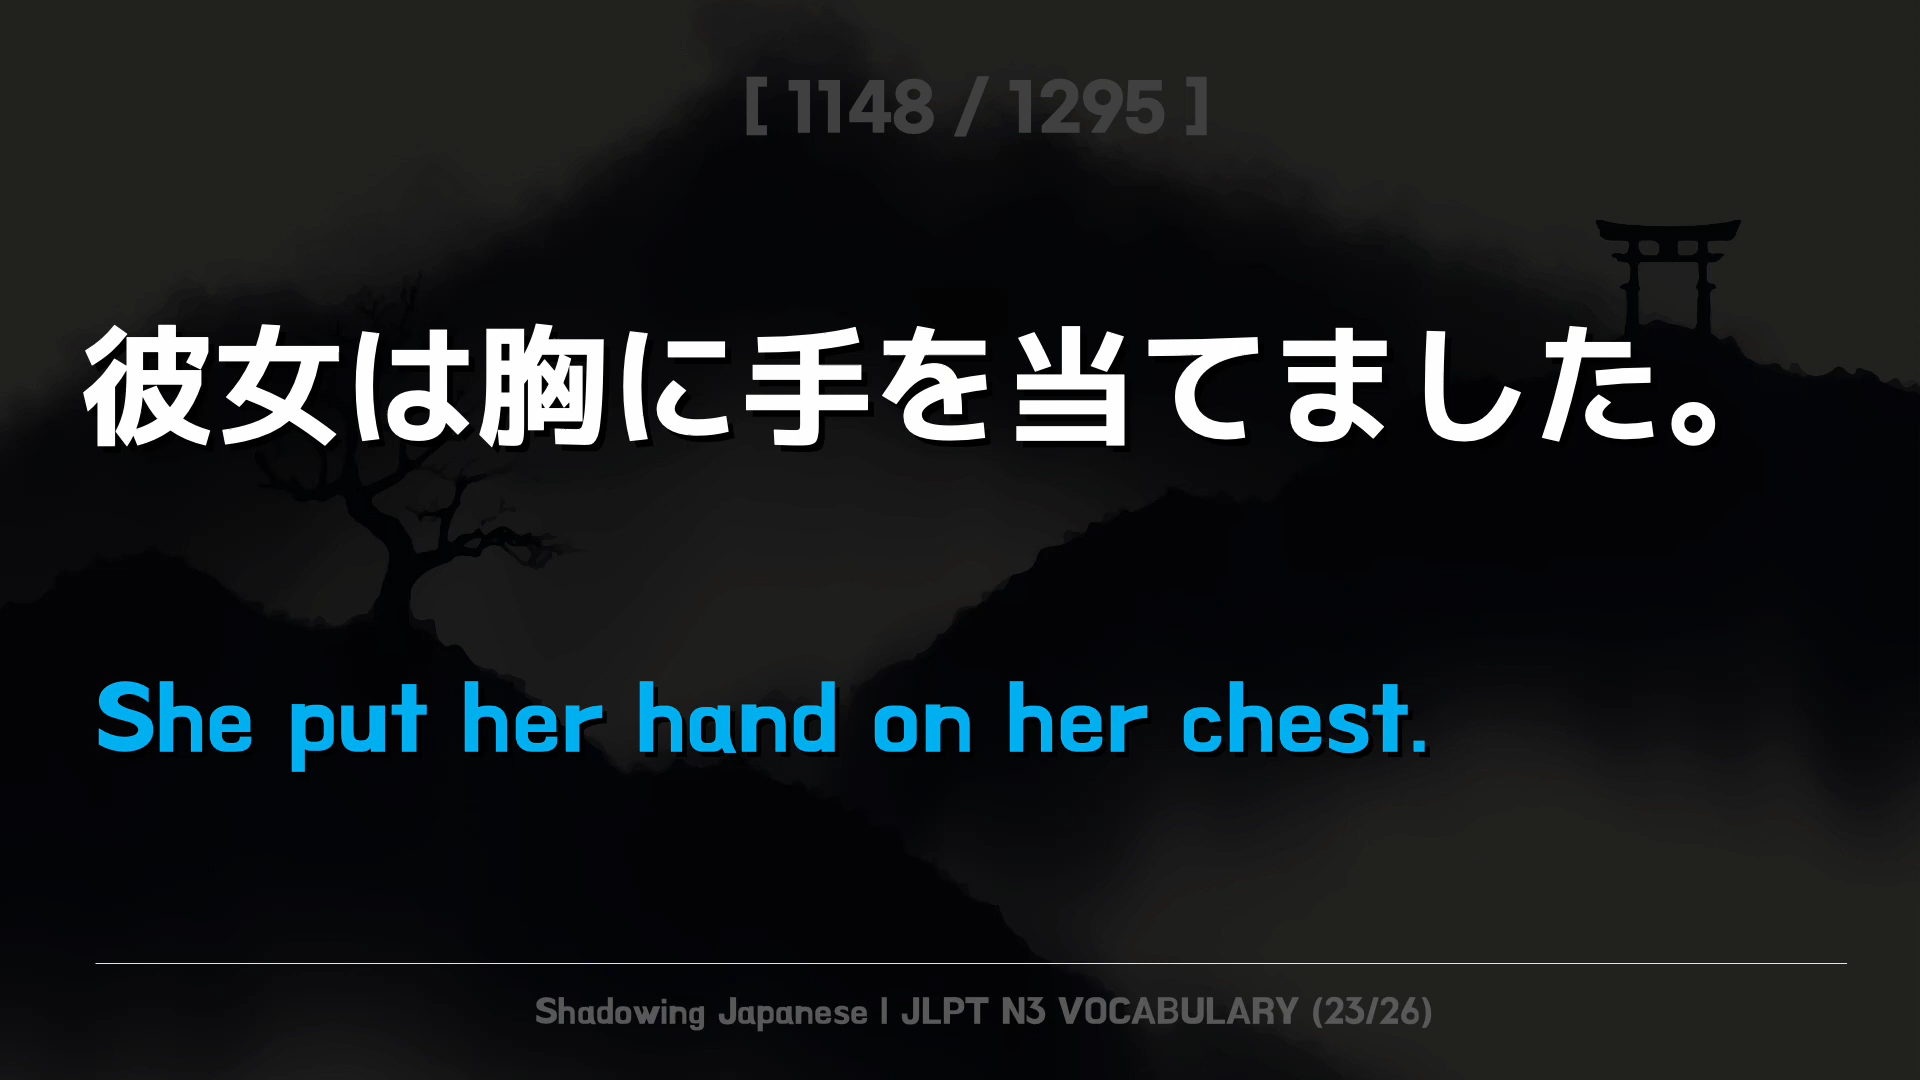 [ 1148 / 1295 ]
彼女は胸に手を当てました。
She put her hand on her chest.
Shadowing Japanese | JLPT N3 VOCABULARY (23/26)